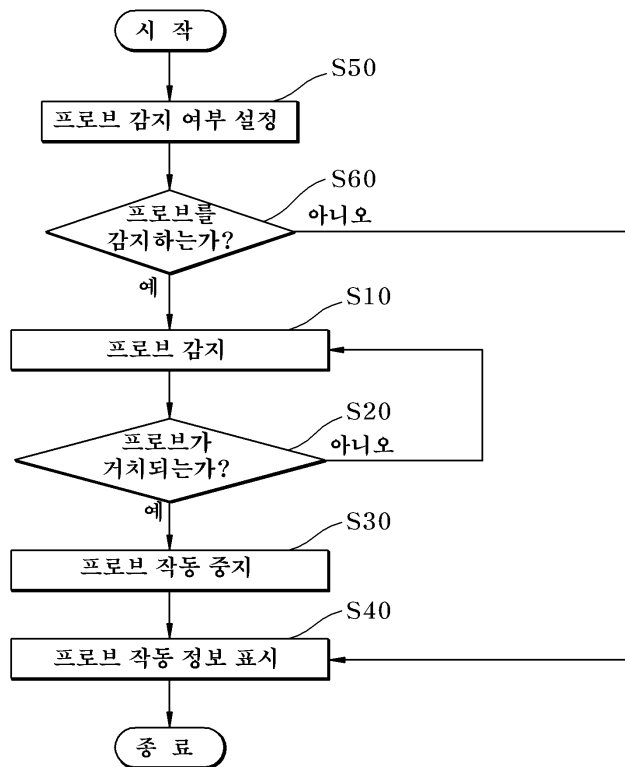 시 작
S50
프로브 감지 여부 설정
S60
프로브를
감지하는가?
아니오
예
S10
프로브 감지
S20
프로브가
거치되는가?
아니오
예
S30
프로브 작동 중지
S40
프로브 작동 정보 표시
종 료